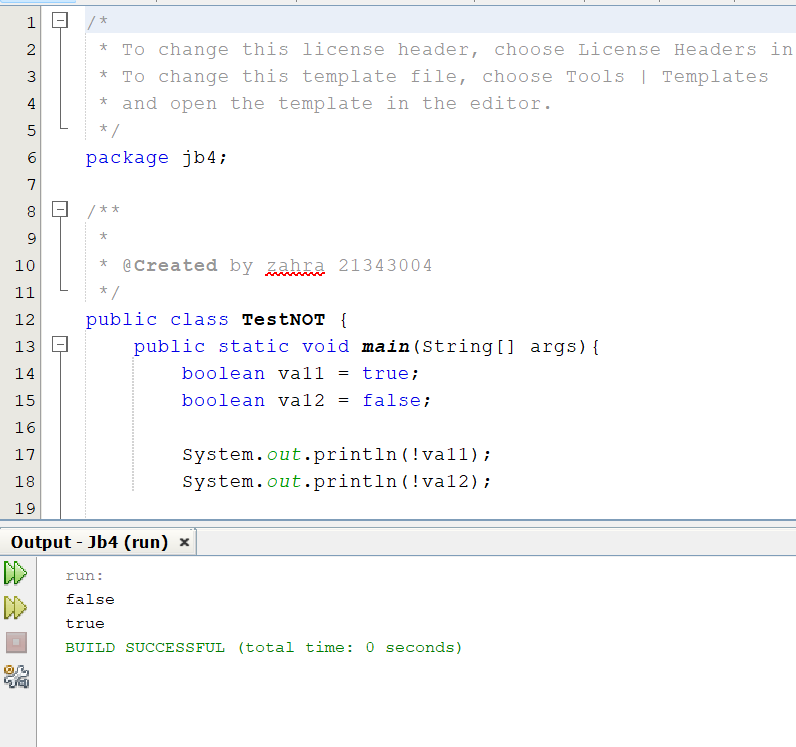 1 /*
2 * To change this license header, choose License Headers in
3 * To change this template file, choose Tools | Templates
4 * and open the template in the editor.
5 */
6 package jb4;
7
8 /**
9 *
10 * @Created by zahra 21343004
11 */
12 public class TestNOT {
13 public static void main(String[] args){
14 boolean va11 = true;
15 boolean va12 = false;
16
17 System.out.println(!va11);
18 System.out.println(!va12);
19
Output - Jb4 (run) ×
run:
false
true
BUILD SUCCESSFUL (total time: 0 seconds)